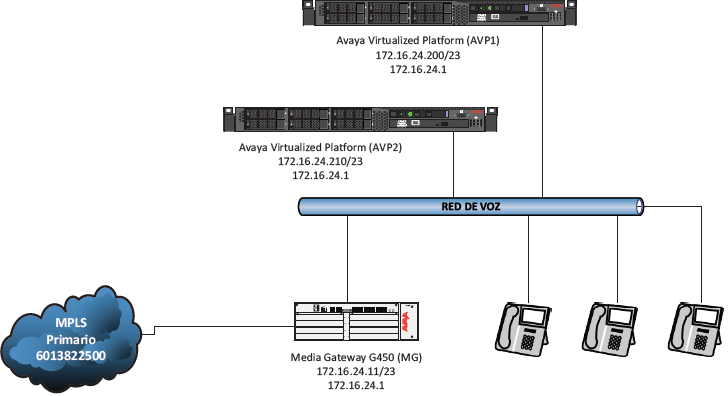 Avaya Virtualized Platform (AVP1)
172.16.24.200/23
172.16.24.1
Avaya Virtualized Platform (AVP2)
172.16.24.210/23
172.16.24.1
RED DE VOZ
MPLS
Primario
6013822500
AVAYA
Media Gateway G450 (MG)
172.16.24.11/23
172.16.24.1